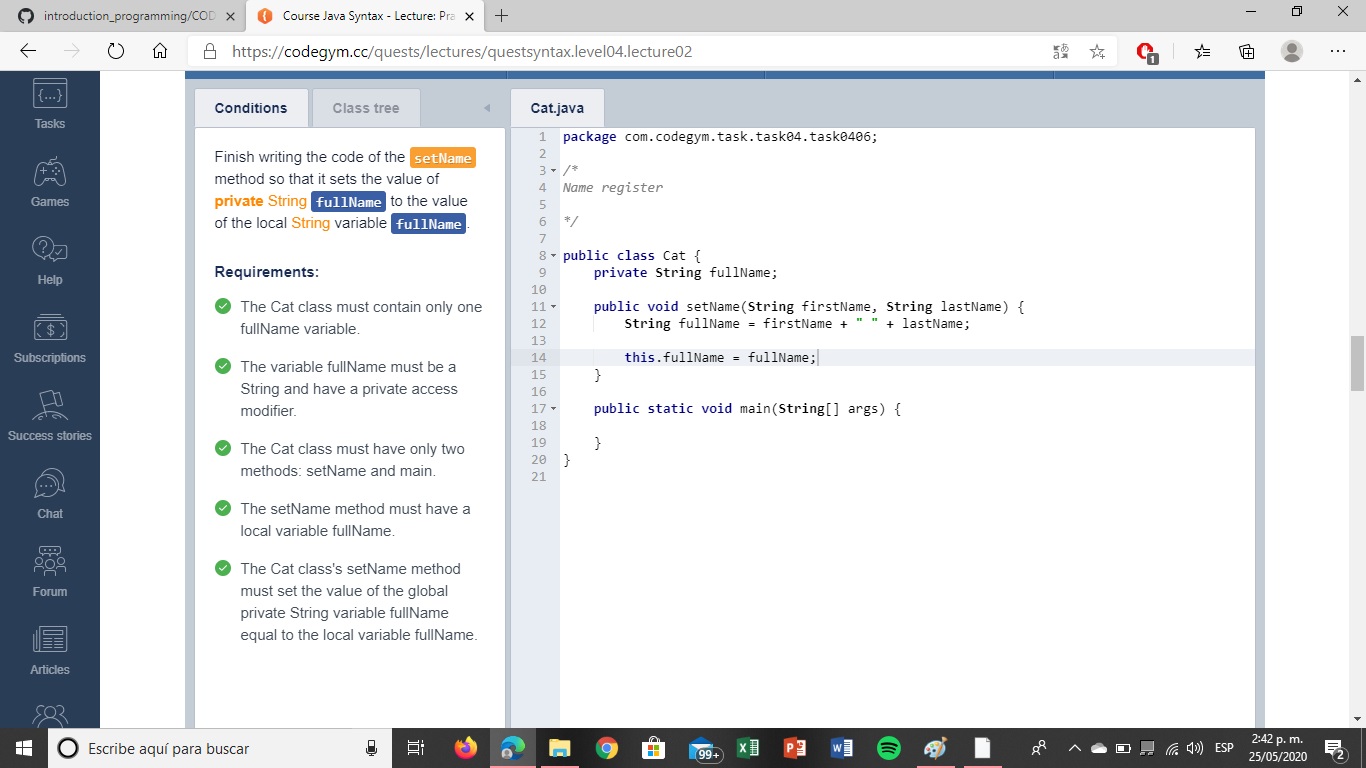 introduction_programming/COD
Course Java Syntax - Lecture: Pra
https://codegym.cc/quests/lectures/questsyntax.level04.lecture02
1
Tasks
Games
Help
Subscriptions
Success stories
Chat
Forum
Articles
Conditions
Class tree
Finish writing the code of the setName
method so that it sets the value of
private String fullName to the value
of the local String variable fullName.
Requirements:
The Cat class must contain only one
fullName variable.
The variable fullName must be a
String and have a private access
modifier.
The Cat class must have only two
methods: setName and main.
The setName method must have a
local variable fullName.
The Cat class's setName method
must set the value of the global
private String variable fullName
equal to the local variable fullName.
Cat.java
1 package com.codegym.task.task04.task0406;
2
3 /*
4 Name register
5
6 */
7
8 public class Cat {
9 private String fullName;
10
11 public void setName(String firstName, String lastName) {
12 String fullName = firstName + " " + lastName;
13
14 this.fullName = fullName;
15 }
16
17 public static void main(String[] args) {
18
19 }
20 }
21
Escribe aquí para buscar
99+
ESP
2:42 p. m.
25/05/2020
2